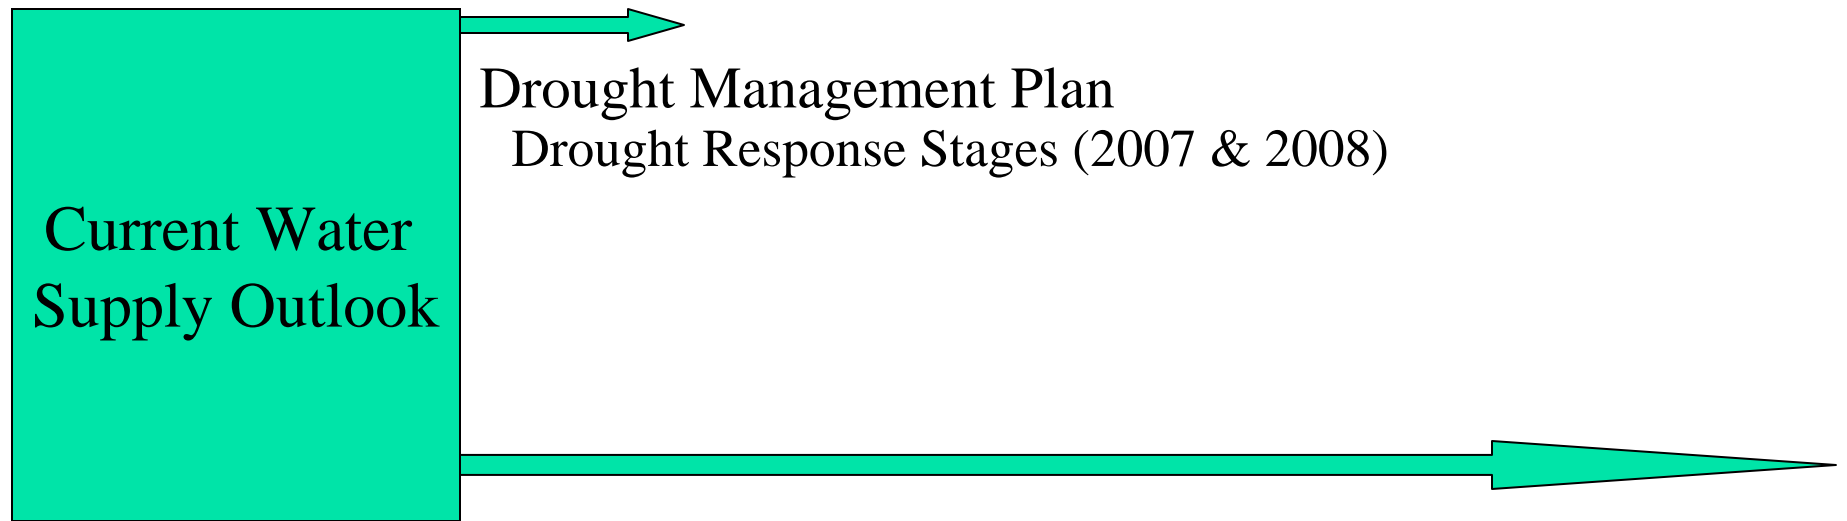 Drought Management Plan
Drought Response Stages (2007 & 2008)
Current Water
Supply Outlook